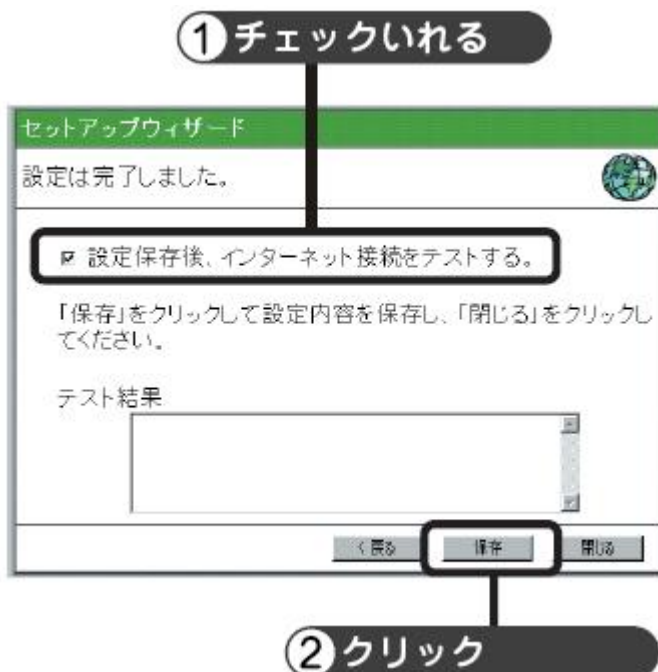 ①チェックいれる
セットアップウィザード
設定は完了しました。
設定保存後、インターネット接続をテストする。
「保存」をクリックして設定内容を保存し、「閉じる」をクリックし
てください。
テスト結果
< 戻る 保存 閉じる
②クリック